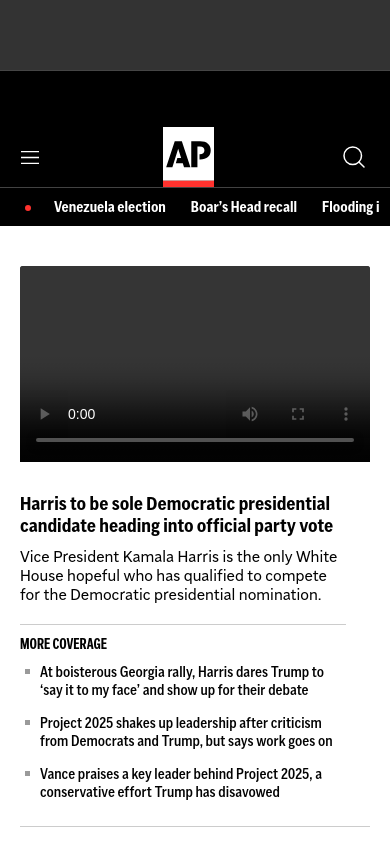 AP
Venezuela election Boar's Head recall Flooding i
0:00
Harris to be sole Democratic presidential
candidate heading into official party vote
Vice President Kamala Harris is the only White
House hopeful who has qualified to compete
for the Democratic presidential nomination.
MORE COVERAGE
At boisterous Georgia rally, Harris dares Trump to
‘say it to my face’ and show up for their debate
Project 2025 shakes up leadership after criticism
from Democrats and Trump, but says work goes on
Vance praises a key leader behind Project 2025, a
conservative effort Trump has disavowed